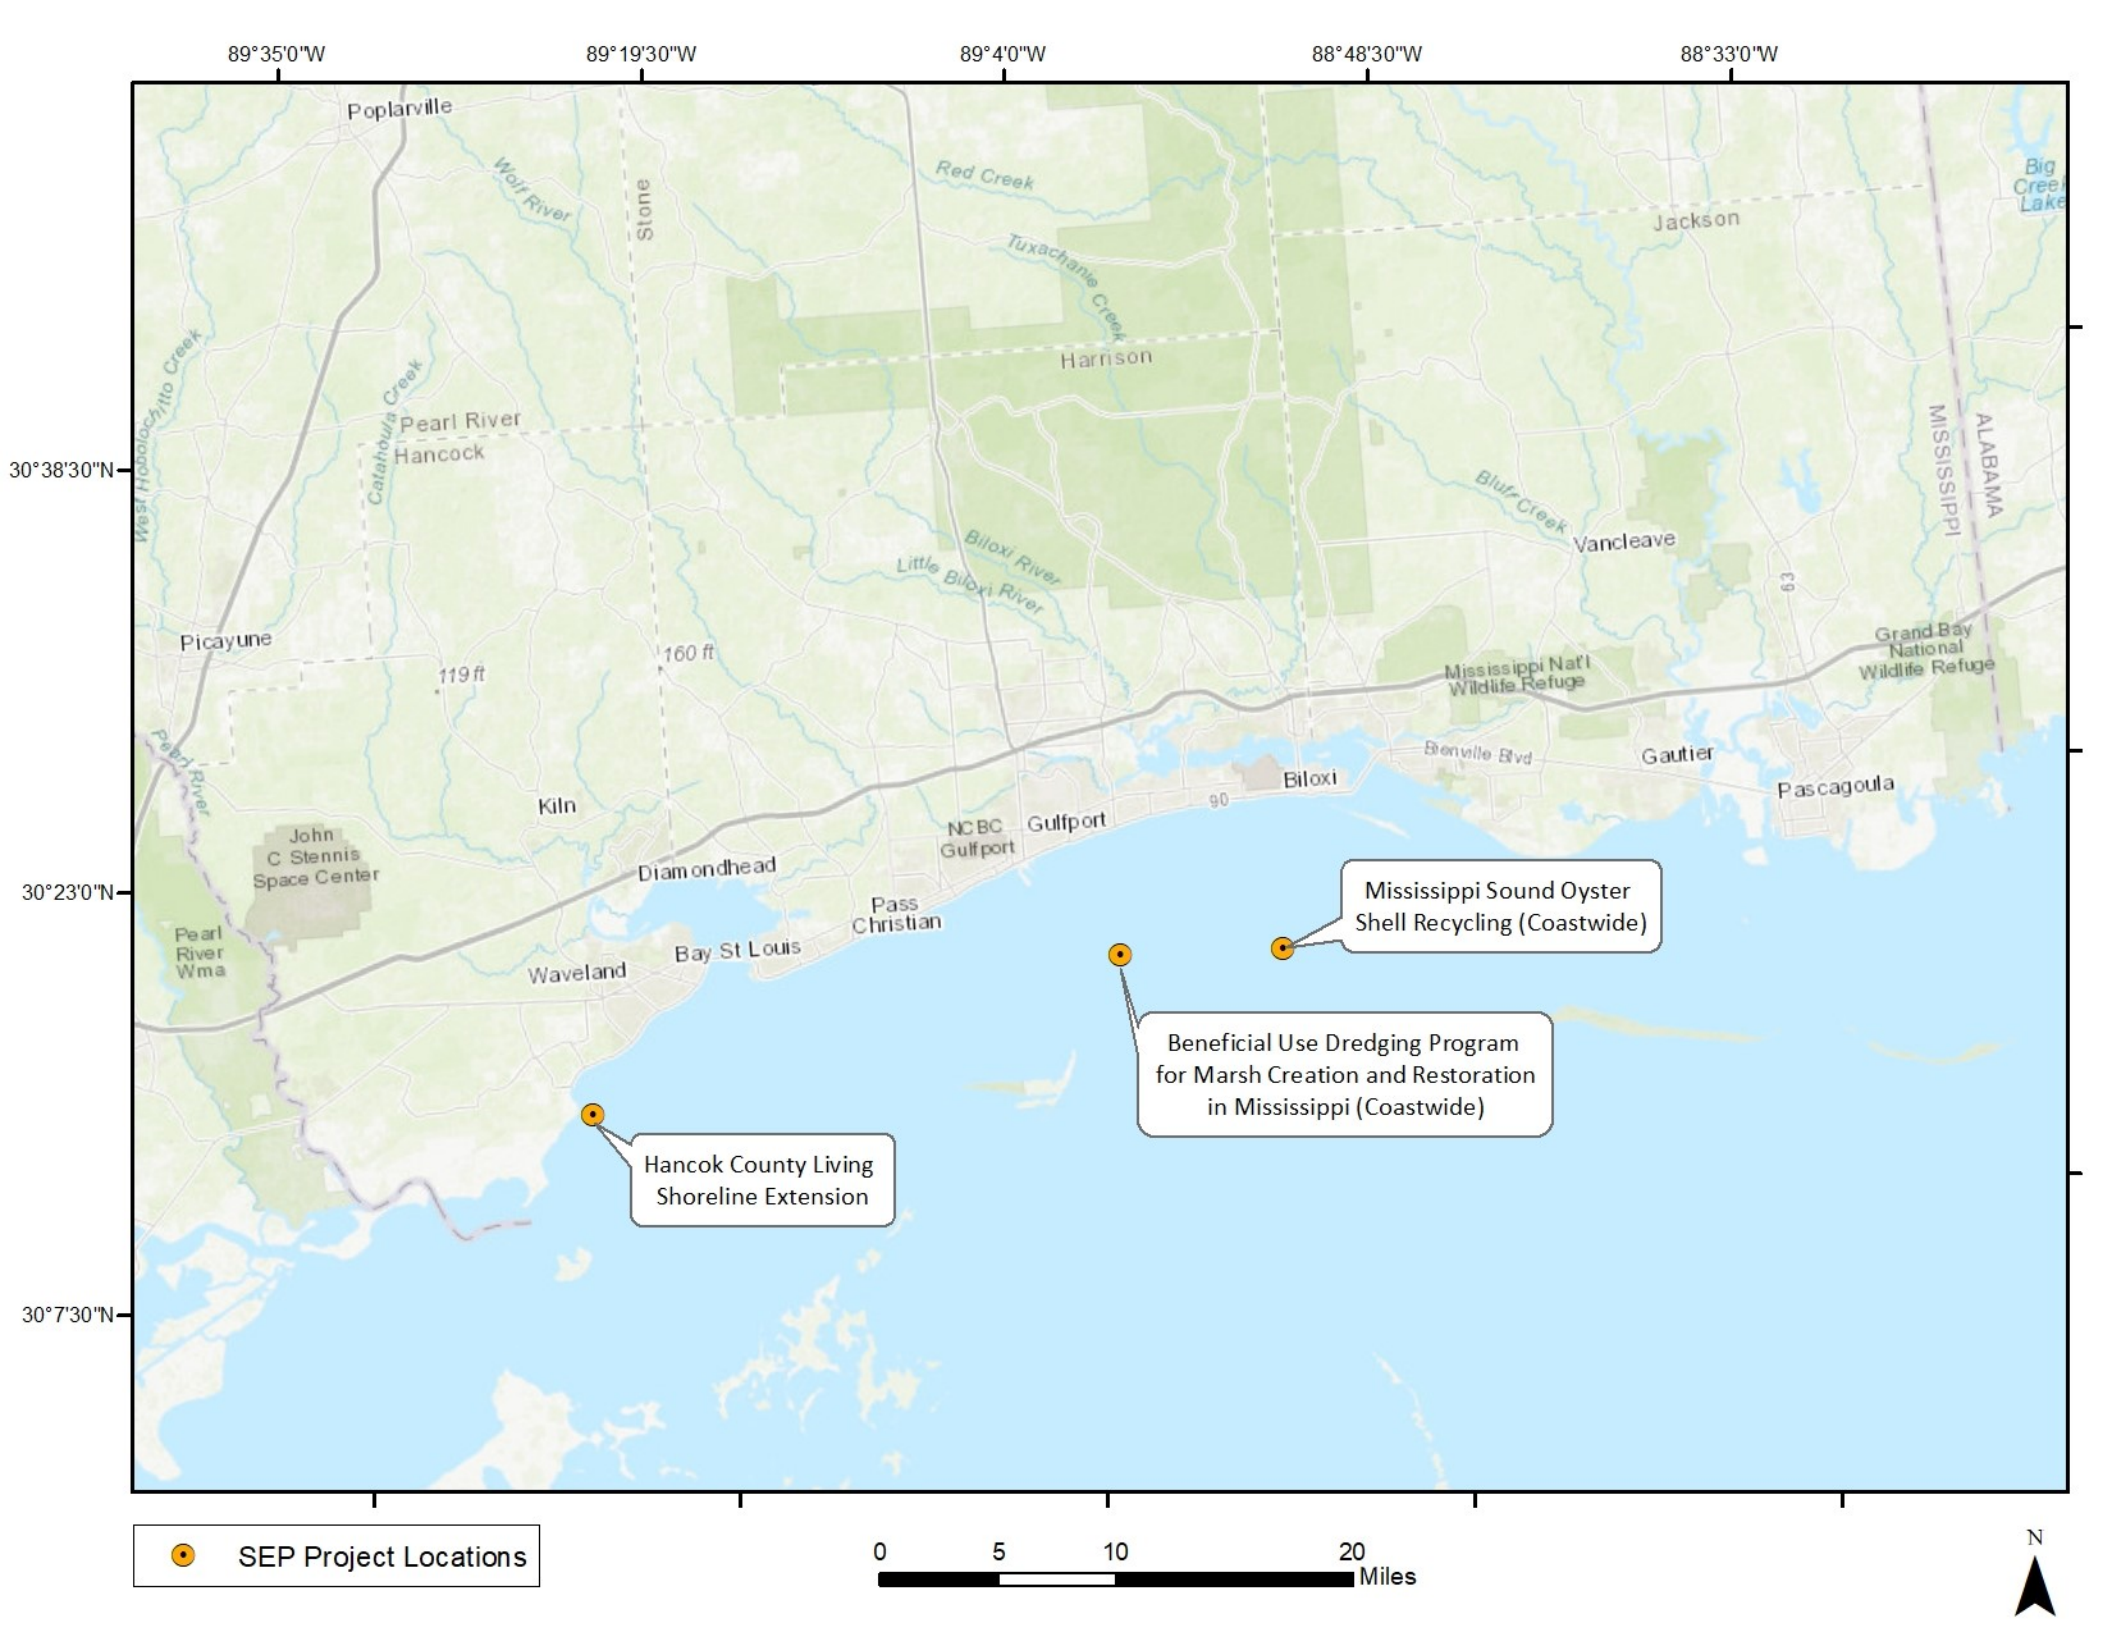 89°35'0"W
89°19'30"W
89°4'0"W
88°48'30"W
88°33'0"W
Poplarville
Wolf River
Stone
Red Creek
Big
Creek
Lake
Jackson
Tuxachanie Creek
West Hobolochitto Creek
Harrison
Catahoula Creek
Pearl River
Hancock
MISSISSIPPI
ALABAMA
30°38'30"N
Bluff Creek
Vancleave
Biloxi River
Little Biloxi River
63
Picayune
119 ft
160 ft
Grand Bay
National
Wildlife Refuge
Mississippi Nat'l
Wildlife Refuge
Pearl River
Bienville Blvd
Gautier
Biloxi
Pascagoula
90
Kiln
NCBC
Gulfport
Gulfport
John
C Stennis
Space Center
Diamondhead
30°23'0"N
Mississippi Sound Oyster
Shell Recycling (Coastwide)
Pass
Christian
Pearl
River
Wma
Bay St Louis
Waveland
Beneficial Use Dredging Program
for Marsh Creation and Restoration
in Mississippi (Coastwide)
Hancok County Living
Shoreline Extension
30°7'30"N
SEP Project Locations
0 5 10 20
Miles
N